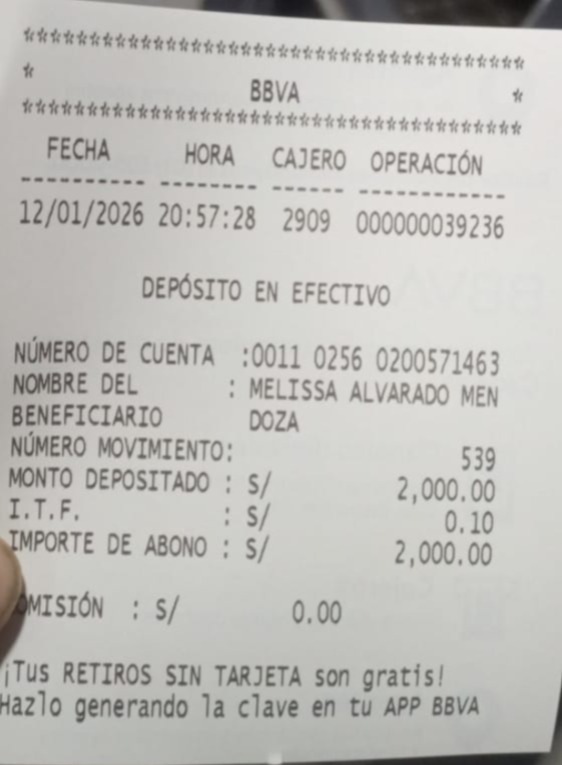 ***************************************
*
BBVA
*
***************************************
FECHA HORA CAJERO OPERACIÓN
---------- -------- ------ ------------
12/01/2026 20:57:28 2909 000000039236
DEPÓSITO EN EFECTIVO
NÚMERO DE CUENTA :0011 0256 0200571463
NOMBRE DEL : MELISSA ALVARADO MEN
BENEFICIARIO DOZA
NÚMERO MOVIMIENTO: 539
MONTO DEPOSITADO : S/ 2,000.00
I.T.F. : S/ 0.10
IMPORTE DE ABONO : S/ 2,000.00
OMISIÓN : S/ 0.00
¡Tus RETIROS SIN TARJETA son gratis!
Hazlo generando la clave en tu APP BBVA